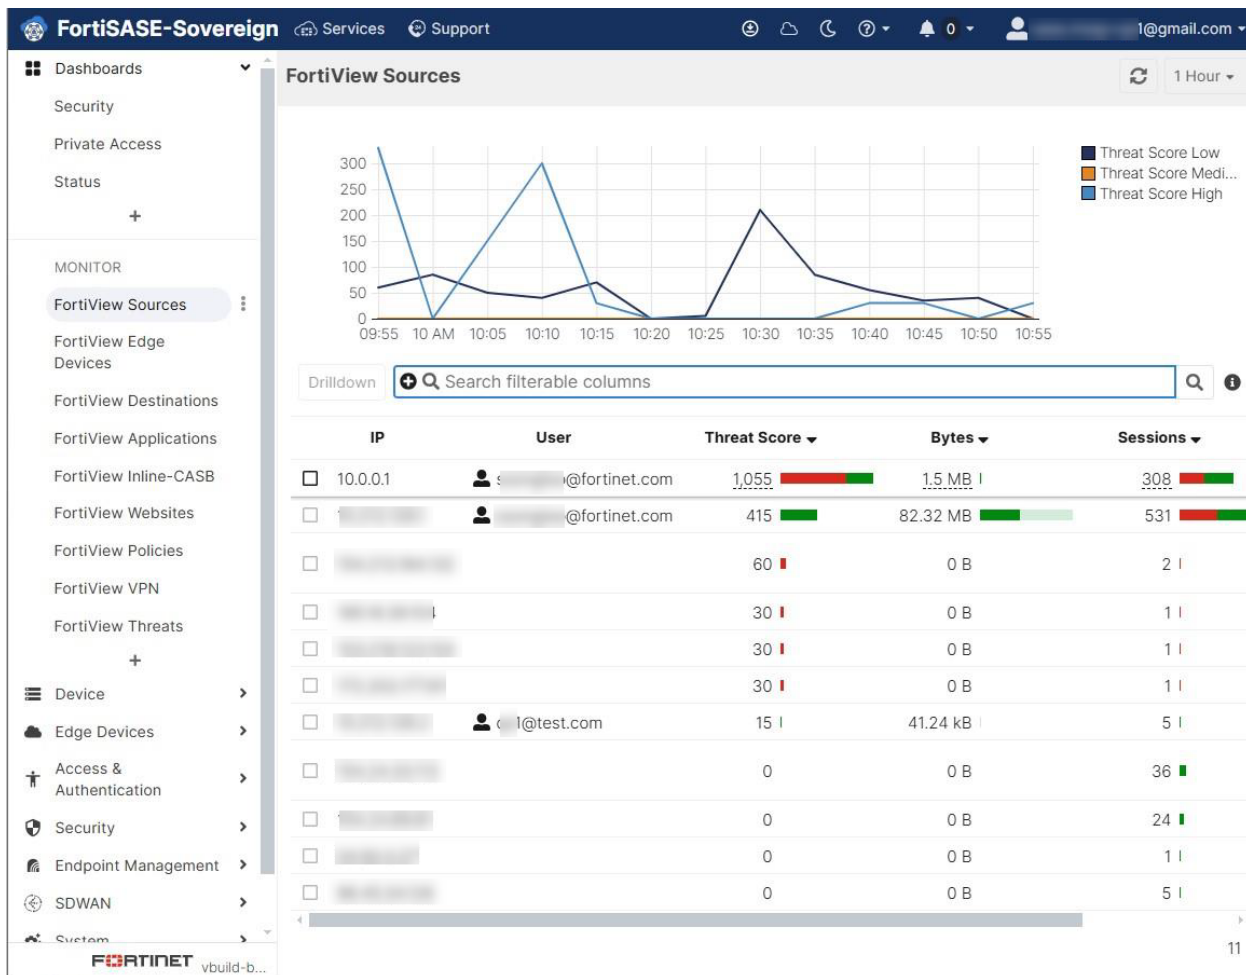 FortiSASE-Sovereign Services Support 0 1@gmail.com
Dashboards
Security
Private Access
Status
+
MONITOR
FortiView Sources
FortiView Edge
Devices
FortiView Destinations
FortiView Applications
FortiView Inline-CASB
FortiView Websites
FortiView Policies
FortiView VPN
FortiView Threats
+
Device
Edge Devices
Access &
Authentication
Security
Endpoint Management
SDWAN
System
FORTINET vbuild-b...
FortiView Sources 1 Hour
300
250
200
150
100
50
0
09:55 10 AM 10:05 10:10 10:15 10:20 10:25 10:30 10:35 10:40 10:45 10:50 10:55
Threat Score Low
Threat Score Medi...
Threat Score High
Drilldown Search filterable columns
IP User Threat Score Bytes Sessions
10.0.0.1 @fortinet.com 1,055 1.5 MB 308
@fortinet.com 415 82.32 MB 531
60 0 B 2
30 0 B 1
30 0 B 1
30 0 B 1
1@test.com 15 41.24 kB 5
0 0 B 36
0 0 B 24
0 0 B 1
0 0 B 5
11